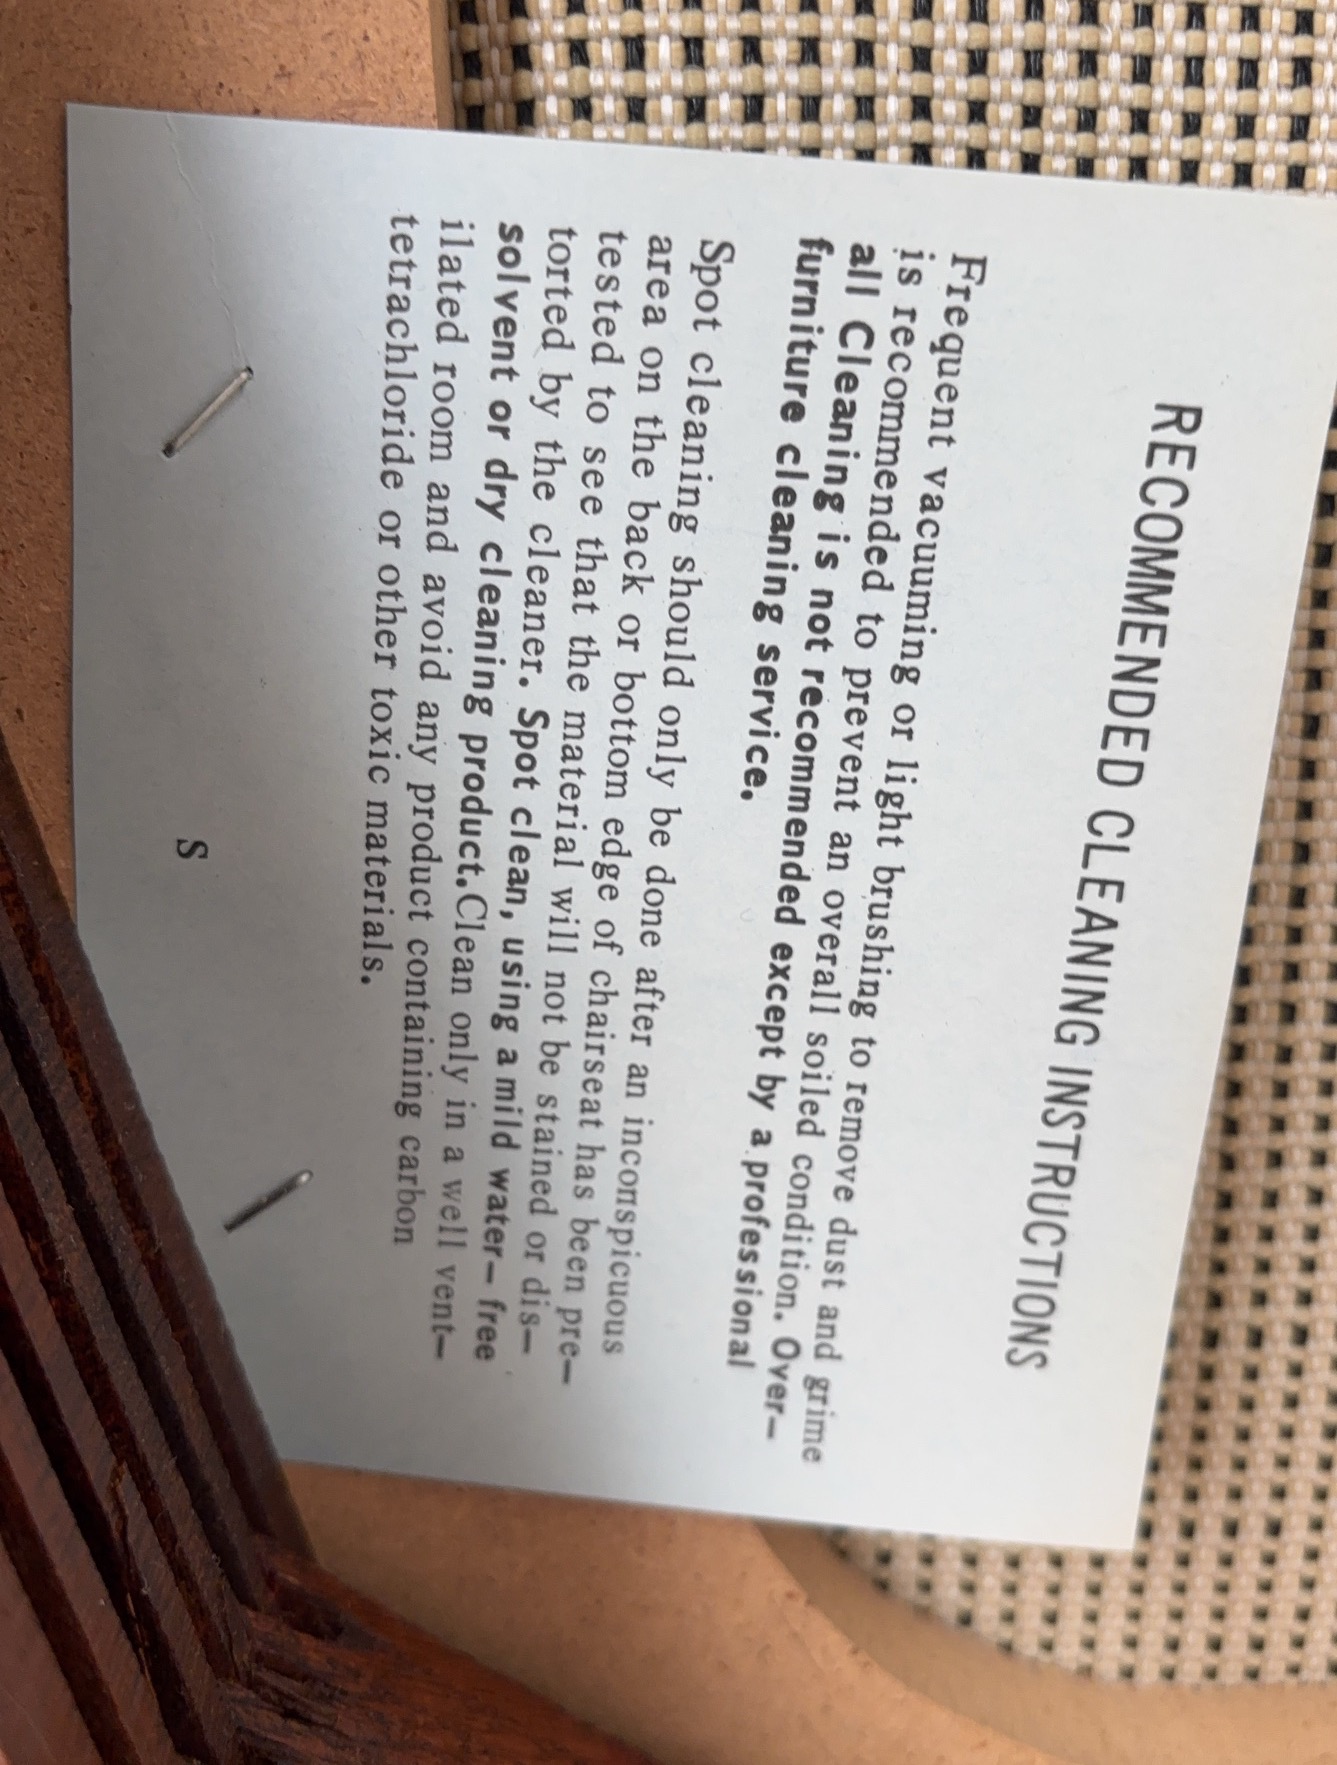 RECOMMENDED CLEANING INSTRUCTIONS
Frequent vacuuming or light brushing to remove dust and grime
is recommended to prevent an overall soiled condition. Over-
all Cleaning is not recommended except by a professional
furniture cleaning service.
Spot cleaning should only be done after an inconspicuous
area on the back or bottom edge of chairseat has been pre-
tested to see that the material will not be stained or dis-
torted by the cleaner. Spot clean, using a mild water-free
solvent or dry cleaning product. Clean only in a well vent-
ilated room and avoid any product containing carbon
tetrachloride or other toxic materials.
S